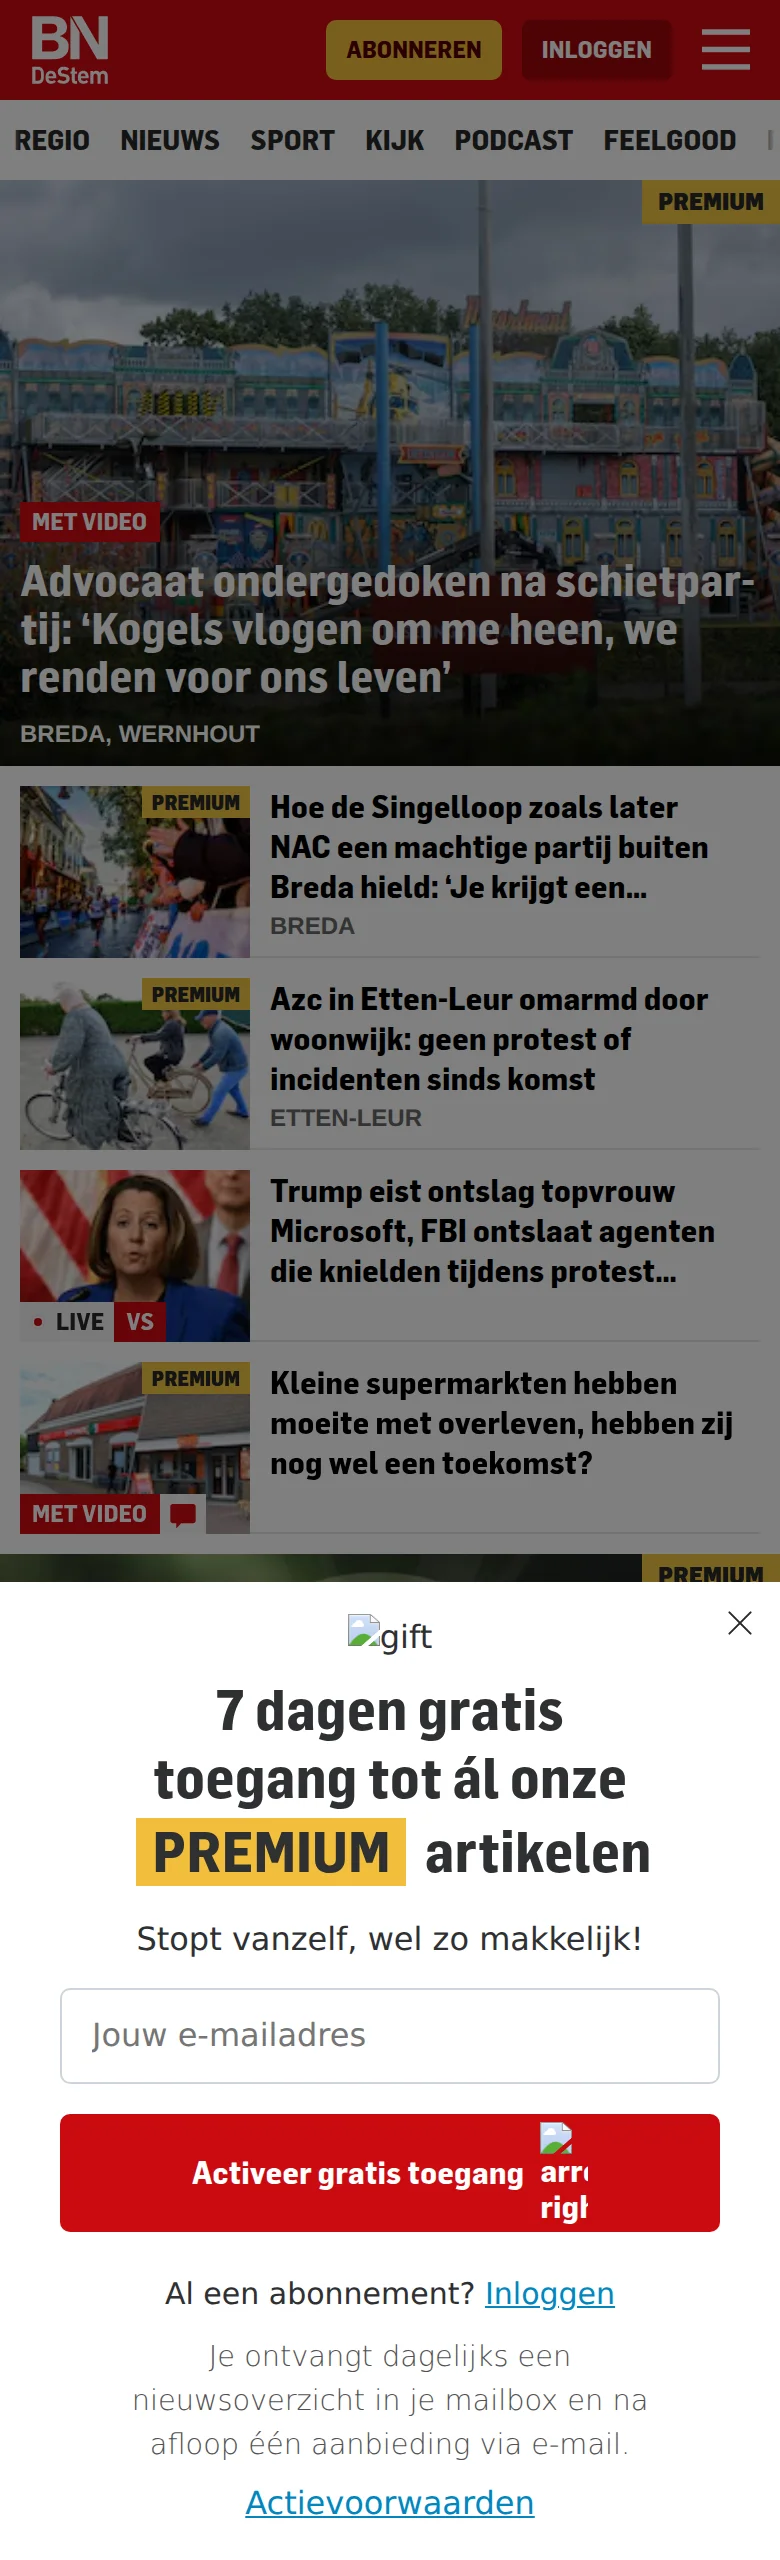 BN
DeStem
ABONNEREN
INLOGGEN
REGIO NIEUWS SPORT KIJK PODCAST FEELGOOD
PREMIUM
MET VIDEO
Advocaat ondergedoken na schietpar-
tij: ‘Kogels vlogen om me heen, we
renden voor ons leven’
BREDA, WERNHOUT
PREMIUM
Hoe de Singelloop zoals later
NAC een machtige partij buiten
Breda hield: ‘Je krijgt een...
BREDA
PREMIUM
Azc in Etten-Leur omarmd door
woonwijk: geen protest of
incidenten sinds komst
ETTEN-LEUR
Trump eist ontslag topvrouw
Microsoft, FBI ontslaat agenten
die knielden tijdens protest...
LIVE VS
PREMIUM
Kleine supermarkten hebben
moeite met overleven, hebben zij
nog wel een toekomst?
MET VIDEO
PREMIUM
gift
7 dagen gratis
toegang tot ál onze
PREMIUM artikelen
Stopt vanzelf, wel zo makkelijk!
Jouw e-mailadres
Activeer gratis toegang
Al een abonnement? Inloggen
Je ontvangt dagelijks een
nieuwsoverzicht in je mailbox en na
afloop één aanbieding via e-mail.
Actievoorwaarden